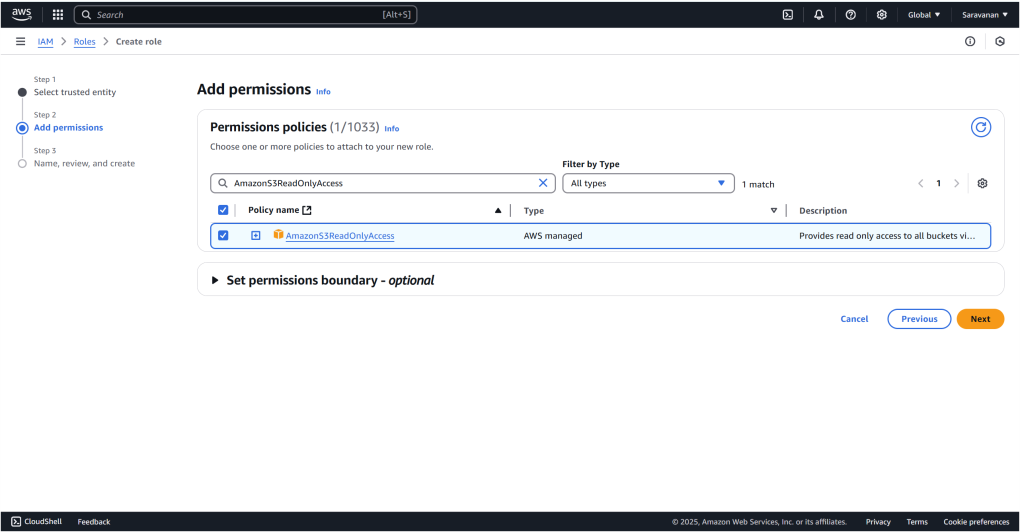 aws
Search [Alt+S] Global Saravanan
IAM Roles Create role
Step 1
Select trusted entity
Step 2
Add permissions
Step 3
Name, review, and create
Add permissions Info
Permissions policies (1/1033) Info
Choose one or more policies to attach to your new role.
Filter by Type
AmazonS3ReadOnlyAccess All types 1 match 1
Policy name Type Description
AmazonS3ReadOnlyAccess AWS managed Provides read only access to all buckets vi...
Set permissions boundary - optional
Cancel Previous Next
CloudShell Feedback © 2025, Amazon Web Services, Inc. or its affiliates. Privacy Terms Cookie preferences